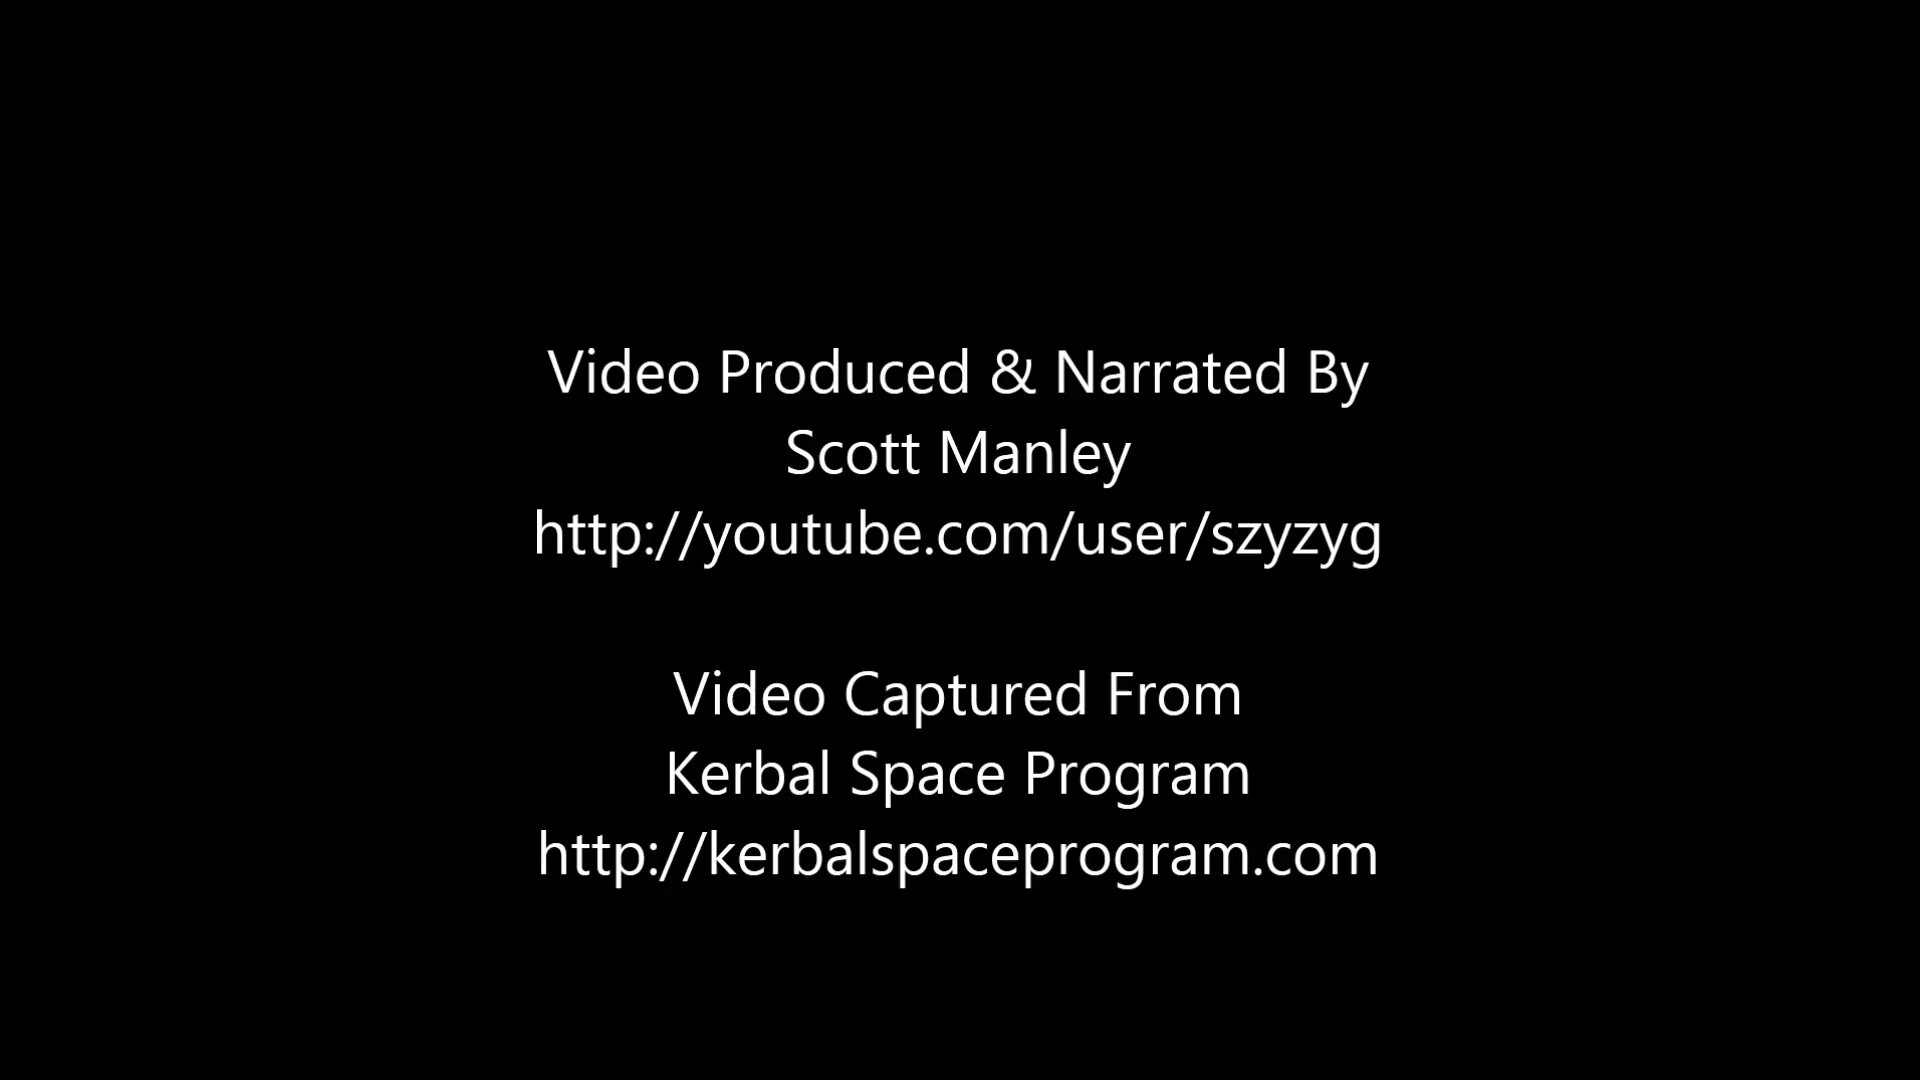 Video Produced & Narrated By
Scott Manley
http://youtube.com/user/szyzyg
Video Captured From
Kerbal Space Program
http://kerbalspaceprogram.com